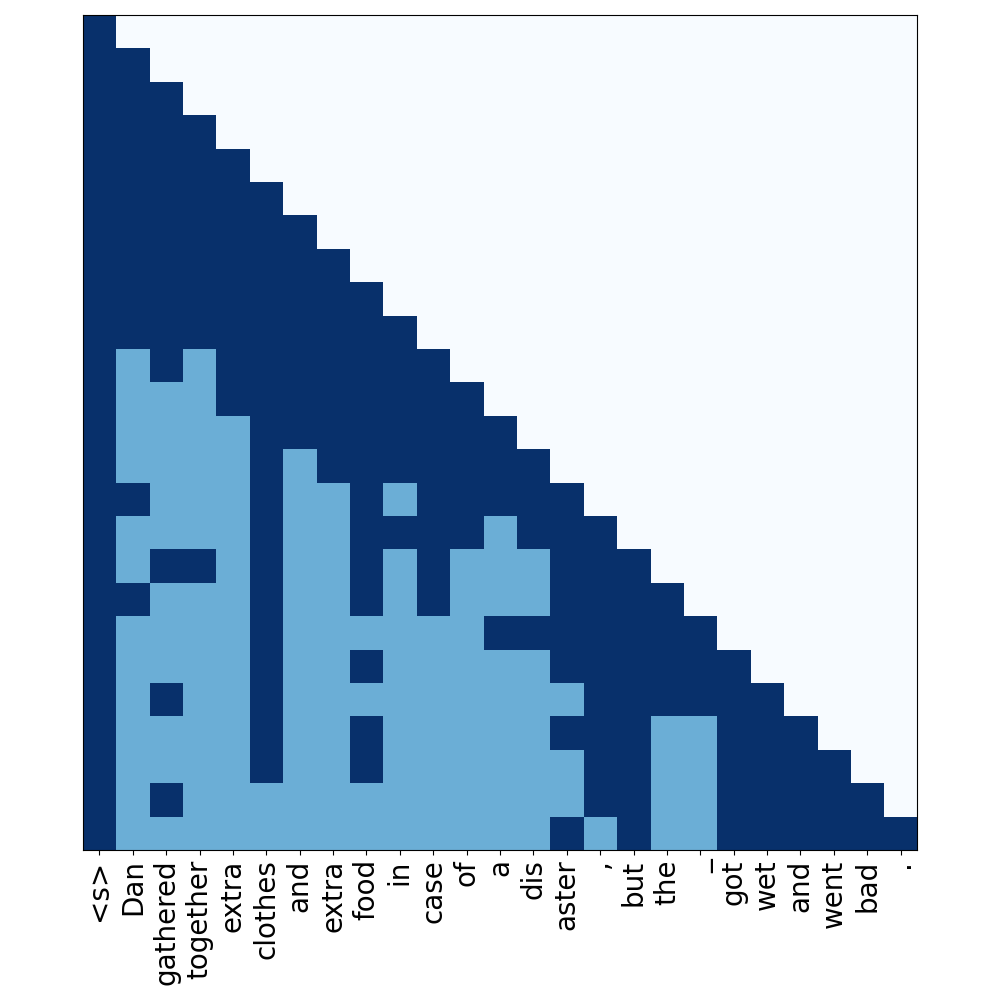 <s> Dan gathered together extra clothes and extra food in case of a dis aster , but the _ got wet and went bad .